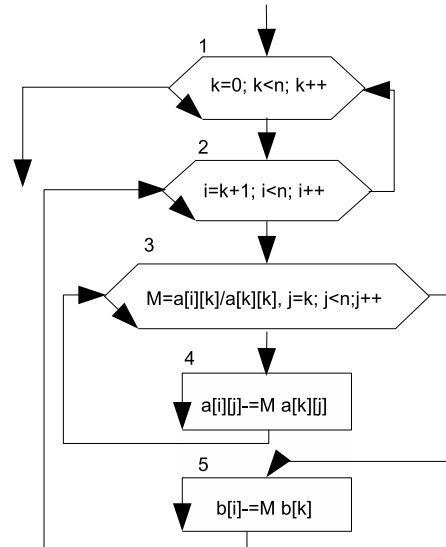 1
k=0; k<n; k++
2
i=k+1; i<n; i++
3
M=a[i][k]/a[k][k], j=k; j<n;j++
4
a[i][j]-=M a[k][j]
5
b[i]-=M b[k]